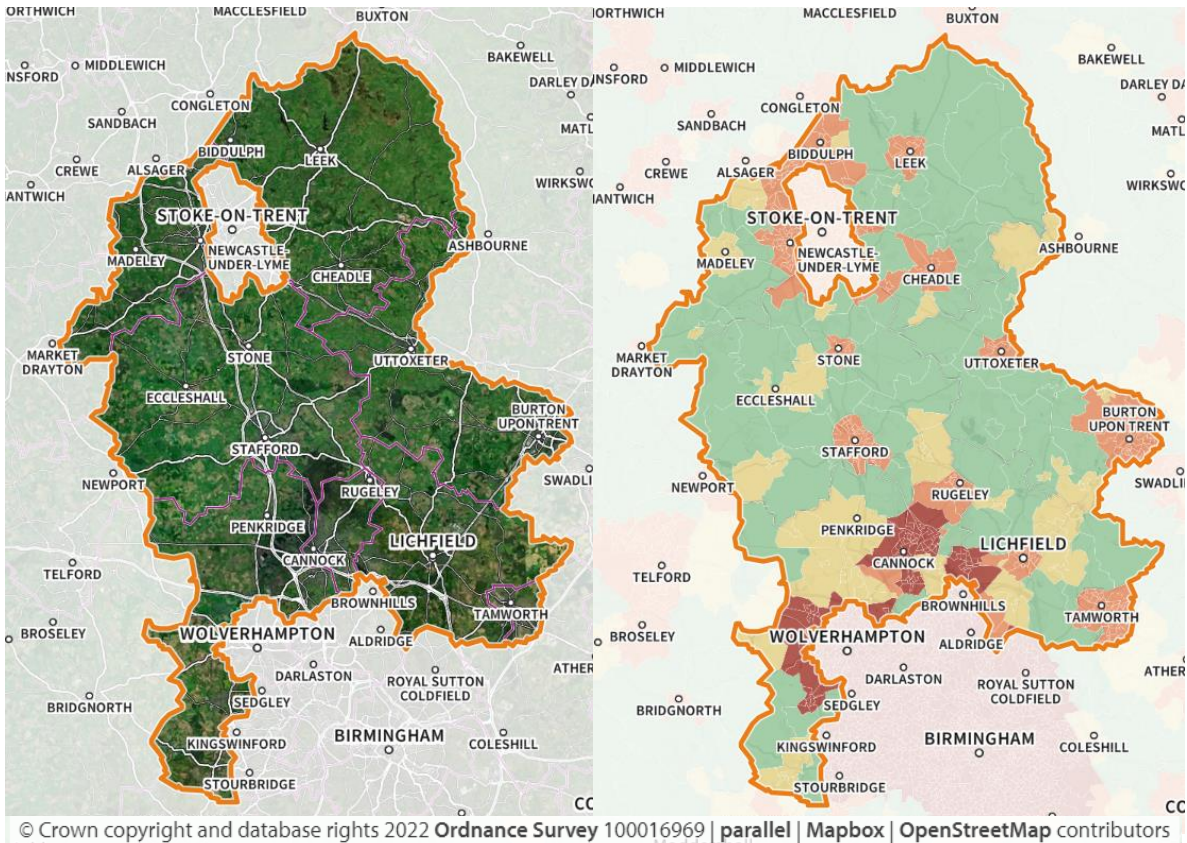 ORTHWICH
MACCLESFIELD
BUXTON
BAKEWELL
NSFORD
MIDDLEWICH
DARLEY DA
CONGLETON
SANDBACH
MATL
BIDDULPH
LEEK
CREWE
ALSAGER
WIRKSWO
ANTWICH
STOKE-ON-TRENT
ASHBOURNE
NEWCASTLE-
UNDER-LYME
MADELEY
CHEADLE
MARKET
DRAYTON
STONE
UTTOXETER
ECCLESHALL
BURTON
UPON TRENT
STAFFORD
NEWPORT
RUGELEY
SWADLI
PENKRIDGE
LICHFIELD
CANNOCK
TELFORD
BROWNHILLS
TAMWORTH
BROSELEY
WOLVERHAMPTON
ALDRIDGE
DARLASTON
ATHER
ROYAL SUTTON
COLDFIELD
BRIDGNORTH
SEDGLEY
KINGSWINFORD
BIRMINGHAM
COLESHILL
STOURBRIDGE
CO
ORTHWICH
MACCLESFIELD
BUXTON
BAKEWELL
NSFORD
MIDDLEWICH
DARLEY DA
CONGLETON
SANDBACH
MATL
BIDDULPH
LEEK
CREWE
ALSAGER
WIRKSWO
ANTWICH
STOKE-ON-TRENT
ASHBOURNE
NEWCASTLE-
UNDER-LYME
MADELEY
CHEADLE
MARKET
DRAYTON
STONE
UTTOXETER
ECCLESHALL
BURTON
UPON TRENT
STAFFORD
NEWPORT
RUGELEY
SWADLI
PENKRIDGE
LICHFIELD
CANNOCK
TELFORD
BROWNHILLS
TAMWORTH
BROSELEY
WOLVERHAMPTON
ALDRIDGE
DARLASTON
ATHER
ROYAL SUTTON
COLDFIELD
BRIDGNORTH
SEDGLEY
KINGSWINFORD
BIRMINGHAM
COLESHILL
STOURBRIDGE
CO
© Crown copyright and database rights 2022 Ordnance Survey 100016969 | parallel | Mapbox | OpenStreetMap contributors